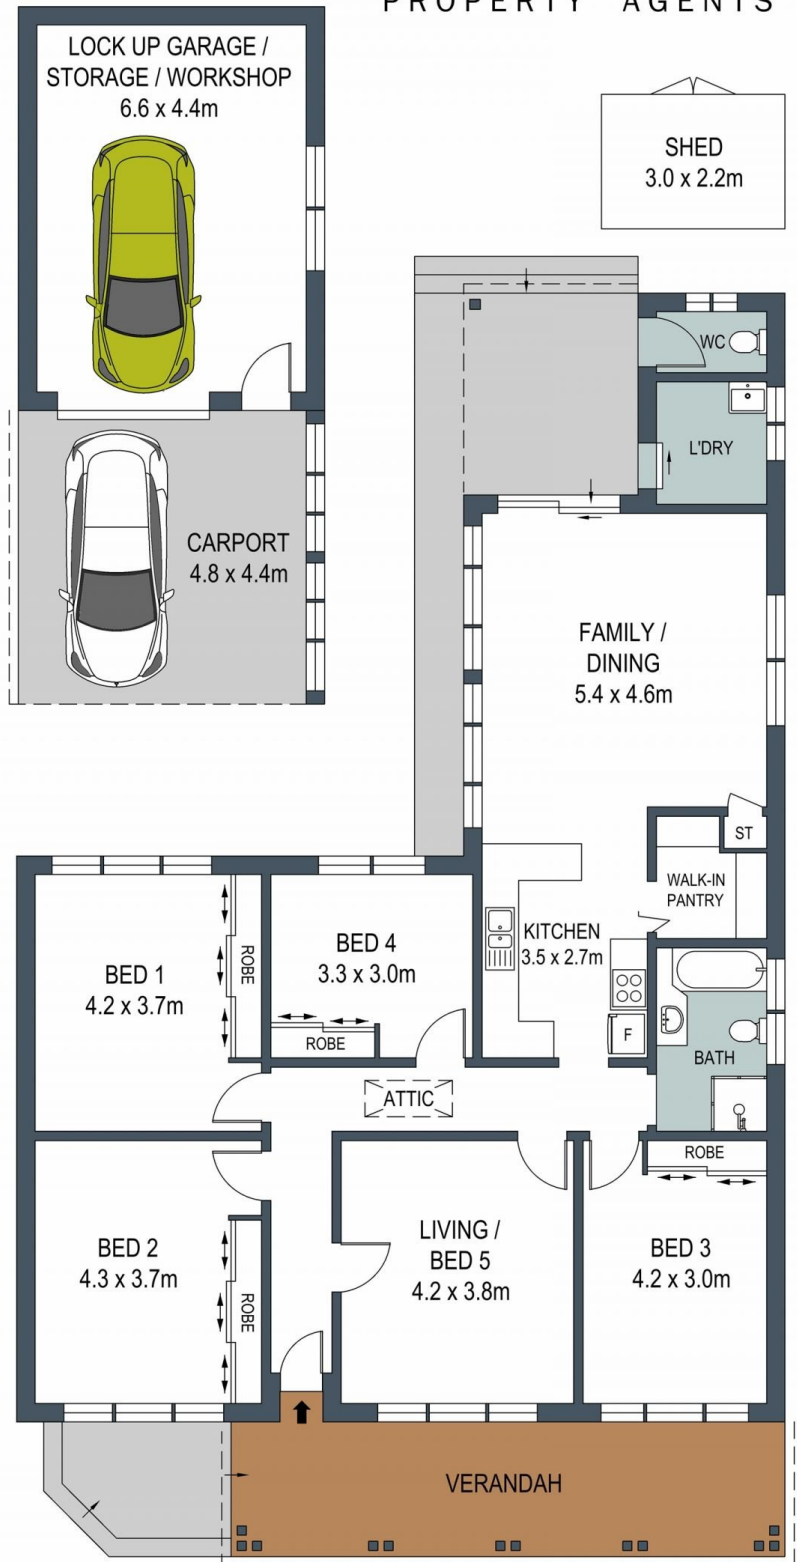 PROPERTY AGENTS
LOCK UP GARAGE /
STORAGE / WORKSHOP
6.6 x 4.4m
SHED
3.0 x 2.2m
WC
L'DRY
CARPORT
4.8 x 4.4m
FAMILY /
DINING
5.4 x 4.6m
ST
WALK-IN
PANTRY
KITCHEN
3.5 x 2.7m
F
BATH
BED 1
4.2 x 3.7m
ROBE
BED 4
3.3 x 3.0m
ROBE
ATTIC
BED 2
4.3 x 3.7m
ROBE
LIVING /
BED 5
4.2 x 3.8m
ROBE
BED 3
4.2 x 3.0m
VERANDAH